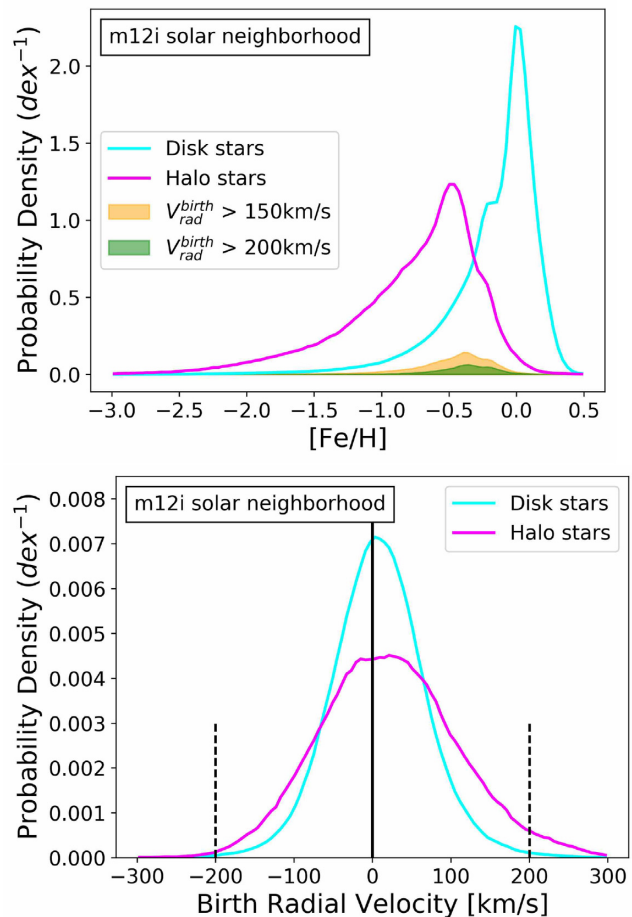 m12i solar neighborhood
Probability Density (dex⁻¹)
2.0
1.5
1.0
0.5
0.0
Disk stars
Halo stars
V_rad^birth > 150km/s
V_rad^birth > 200km/s
−3.0 −2.5 −2.0 −1.5 −1.0 −0.5 0.0 0.5
[Fe/H]
m12i solar neighborhood
Probability Density (dex⁻¹)
0.008
0.007
0.006
0.005
0.004
0.003
0.002
0.001
0.000
Disk stars
Halo stars
−300 −200 −100 0 100 200 300
Birth Radial Velocity [km/s]